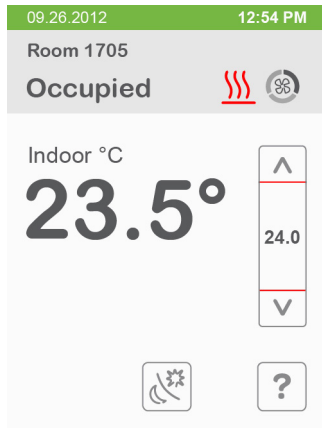 09.26.2012 12:54 PM
Room 1705
Occupied
Indoor °C
23.5°
24.0
?